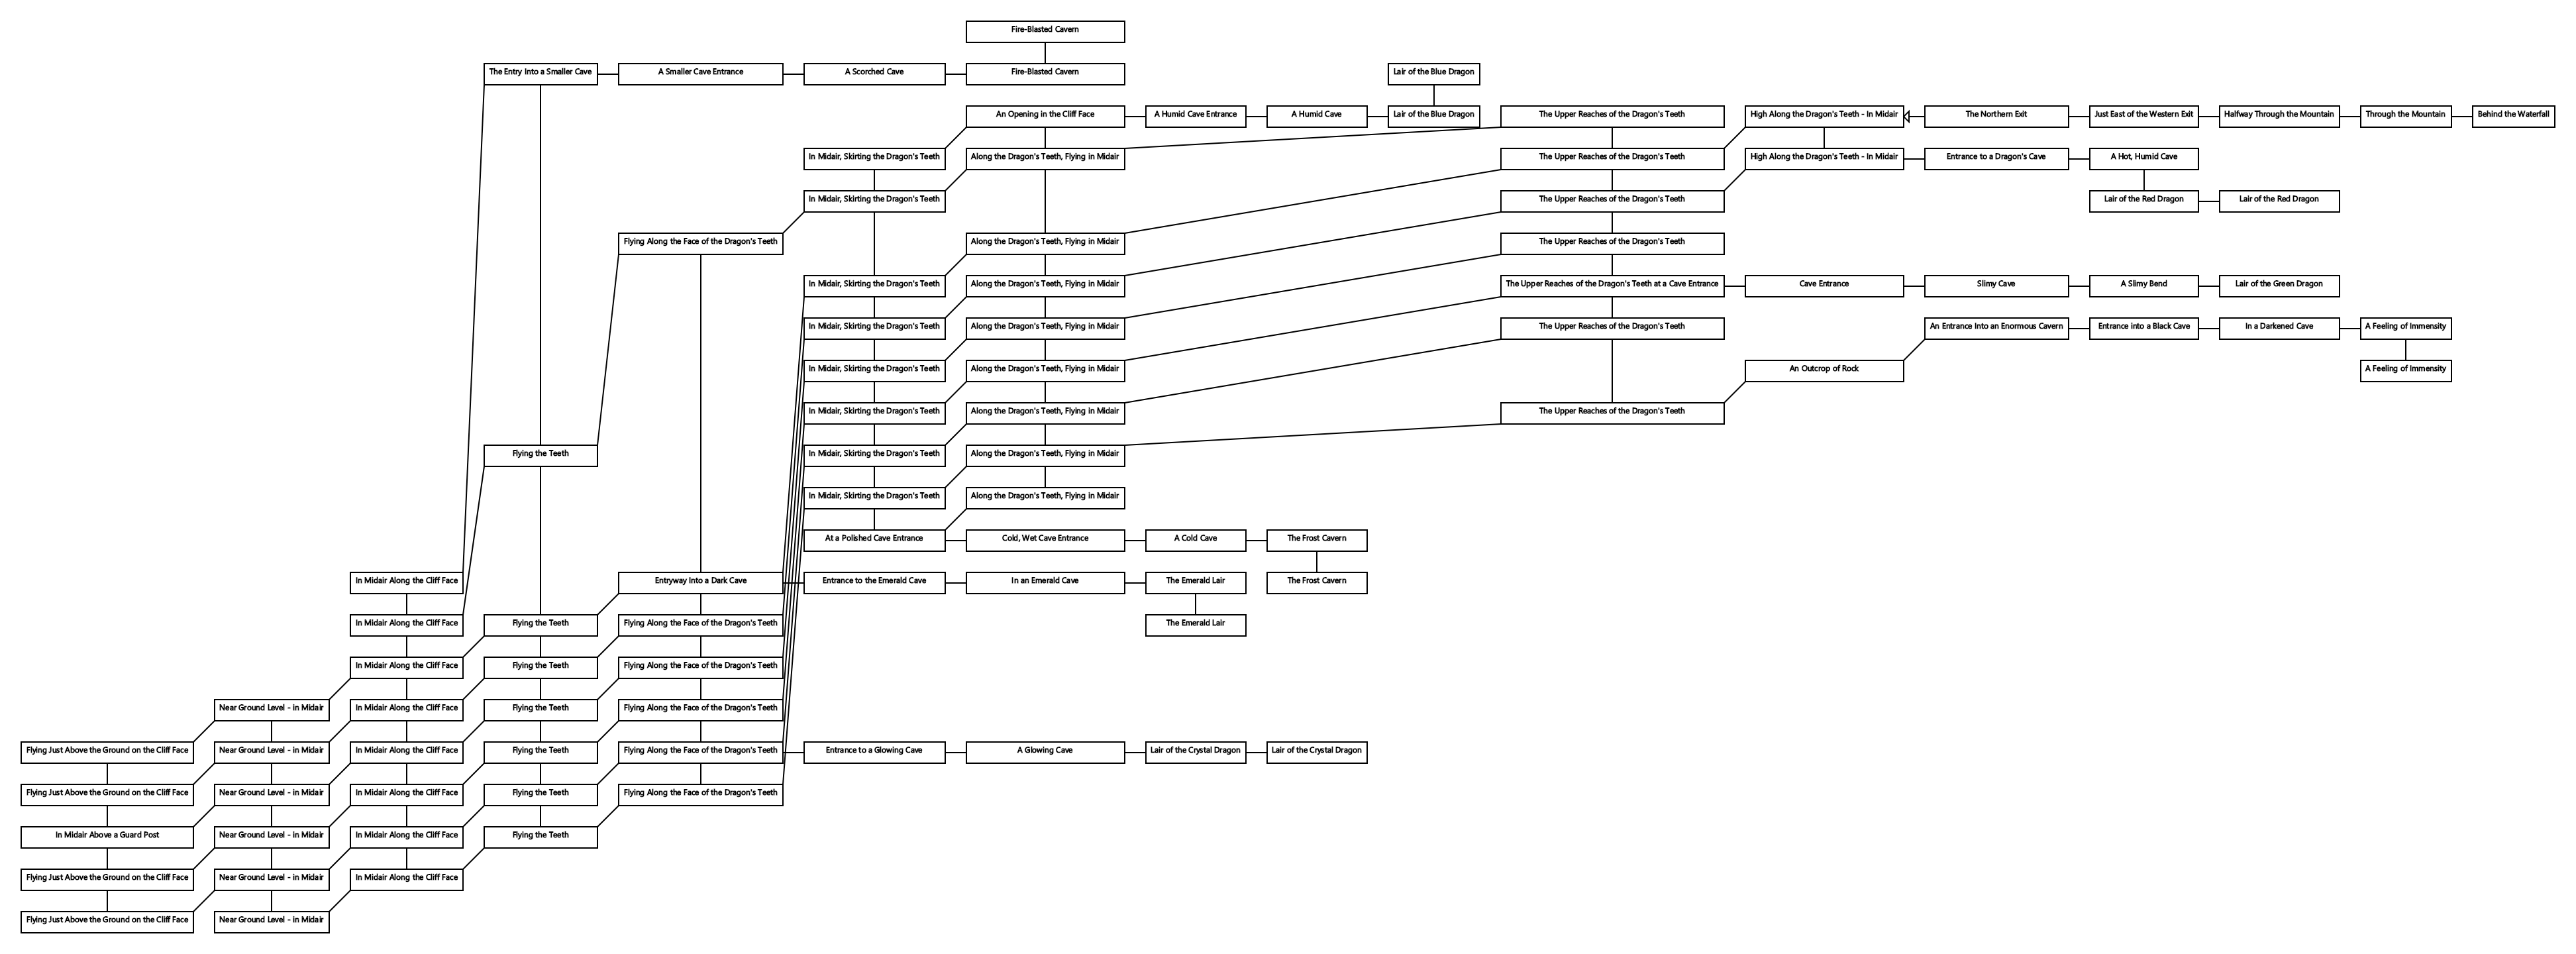 Fire-Blasted Cavern
The Entry Into a Smaller Cave
A Smaller Cave Entrance
A Scorched Cave
Fire-Blasted Cavern
Lair of the Blue Dragon
An Opening in the Cliff Face
A Humid Cave Entrance
A Humid Cave
Lair of the Blue Dragon
The Upper Reaches of the Dragon's Teeth
High Along the Dragon's Teeth - In Midair
The Northern Exit
Just East of the Western Exit
Halfway Through the Mountain
Through the Mountain
Behind the Waterfall
In Midair, Skirting the Dragon's Teeth
Along the Dragon's Teeth, Flying in Midair
The Upper Reaches of the Dragon's Teeth
High Along the Dragon's Teeth - In Midair
Entrance to a Dragon's Cave
A Hot, Humid Cave
In Midair, Skirting the Dragon's Teeth
The Upper Reaches of the Dragon's Teeth
Lair of the Red Dragon
Lair of the Red Dragon
Flying Along the Face of the Dragon's Teeth
Along the Dragon's Teeth, Flying in Midair
The Upper Reaches of the Dragon's Teeth
In Midair, Skirting the Dragon's Teeth
Along the Dragon's Teeth, Flying in Midair
The Upper Reaches of the Dragon's Teeth at a Cave Entrance
Cave Entrance
Slimy Cave
A Slimy Bend
Lair of the Green Dragon
In Midair, Skirting the Dragon's Teeth
Along the Dragon's Teeth, Flying in Midair
The Upper Reaches of the Dragon's Teeth
An Entrance Into an Enormous Cavern
Entrance into a Black Cave
In a Darkened Cave
A Feeling of Immensity
In Midair, Skirting the Dragon's Teeth
Along the Dragon's Teeth, Flying in Midair
An Outcrop of Rock
A Feeling of Immensity
In Midair, Skirting the Dragon's Teeth
Along the Dragon's Teeth, Flying in Midair
The Upper Reaches of the Dragon's Teeth
Flying the Teeth
In Midair, Skirting the Dragon's Teeth
Along the Dragon's Teeth, Flying in Midair
In Midair, Skirting the Dragon's Teeth
Along the Dragon's Teeth, Flying in Midair
At a Polished Cave Entrance
Cold, Wet Cave Entrance
A Cold Cave
The Frost Cavern
In Midair Along the Cliff Face
Entryway Into a Dark Cave
Entrance to the Emerald Cave
In an Emerald Cave
The Emerald Lair
The Frost Cavern
In Midair Along the Cliff Face
Flying the Teeth
Flying Along the Face of the Dragon's Teeth
The Emerald Lair
In Midair Along the Cliff Face
Flying the Teeth
Flying Along the Face of the Dragon's Teeth
Near Ground Level - in Midair
In Midair Along the Cliff Face
Flying the Teeth
Flying Along the Face of the Dragon's Teeth
Flying Just Above the Ground on the Cliff Face
Near Ground Level - in Midair
In Midair Along the Cliff Face
Flying the Teeth
Flying Along the Face of the Dragon's Teeth
Entrance to a Glowing Cave
A Glowing Cave
Lair of the Crystal Dragon
Lair of the Crystal Dragon
Flying Just Above the Ground on the Cliff Face
Near Ground Level - in Midair
In Midair Along the Cliff Face
Flying the Teeth
Flying Along the Face of the Dragon's Teeth
In Midair Above a Guard Post
Near Ground Level - in Midair
In Midair Along the Cliff Face
Flying the Teeth
Flying Just Above the Ground on the Cliff Face
Near Ground Level - in Midair
In Midair Along the Cliff Face
Flying Just Above the Ground on the Cliff Face
Near Ground Level - in Midair